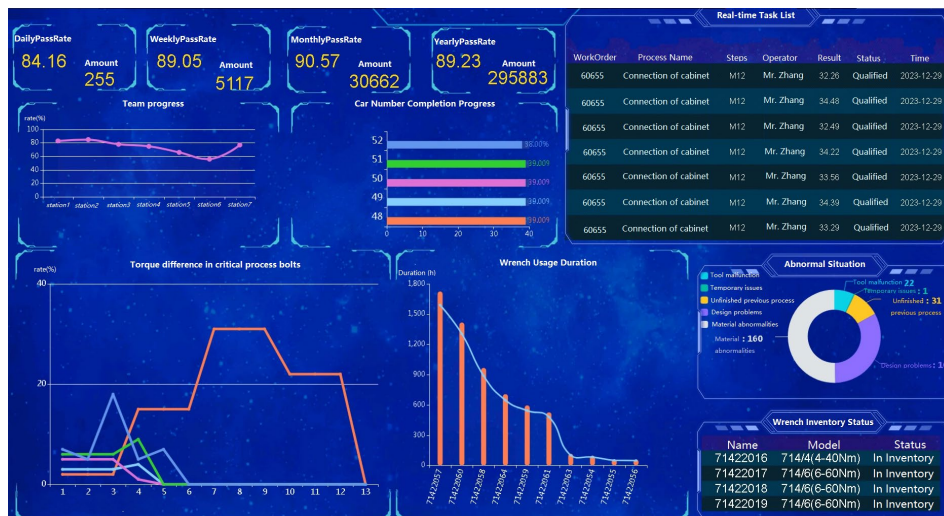 Real-time Task List
DailyPassRate
84.16
Amount
255
WeeklyPassRate
89.05
Amount
5117
MonthlyPassRate
90.57
Amount
30662
YearlyPassRate
89.23
Amount
295883
WorkOrder Process Name Steps Operator Result Status Time
60655 Connection of cabinet M12 Mr. Zhang 32.26 Qualified 2023-12-29
60655 Connection of cabinet M12 Mr. Zhang 34.48 Qualified 2023-12-29
60655 Connection of cabinet M12 Mr. Zhang 32.49 Qualified 2023-12-29
60655 Connection of cabinet M12 Mr. Zhang 34.22 Qualified 2023-12-29
60655 Connection of cabinet M12 Mr. Zhang 33.56 Qualified 2023-12-29
60655 Connection of cabinet M12 Mr. Zhang 34.39 Qualified 2023-12-29
60655 Connection of cabinet M12 Mr. Zhang 33.29 Qualified 2023-12-29
Team progress
rate(%)
100
80
60
40
20
0
station1 station2 station3 station4 station5 station6 station7
Car Number Completion Progress
52
51 39.00%
50 39.00%
49 39.00%
48 39.00%
0 10 20 30 40
Torque difference in critical process bolts
rate(%)
40
20
0
1 2 3 4 5 6 7 8 9 10 11 12 13
Wrench Usage Duration
Duration (h)
1,800
1,500
1,200
900
600
300
0
71422057 71422060 71422058 71422064 71422059 71422061 71422063 71422054 71422055 71422056
Abnormal Situation
Tool malfunction
Temporary issues
Unfinished previous process
Design problems
Material abnormalities
Tool malfunction 22
Temporary issues : 1
Unfinished : 31
previous process
Material : 160
abnormalities
Design problems :
Wrench Inventory Status
Name Model Status
71422016 714/4(4-40Nm) In Inventory
71422017 714/6(6-60Nm) In Inventory
71422018 714/6(6-60Nm) In Inventory
71422019 714/6(6-60Nm) In Inventory